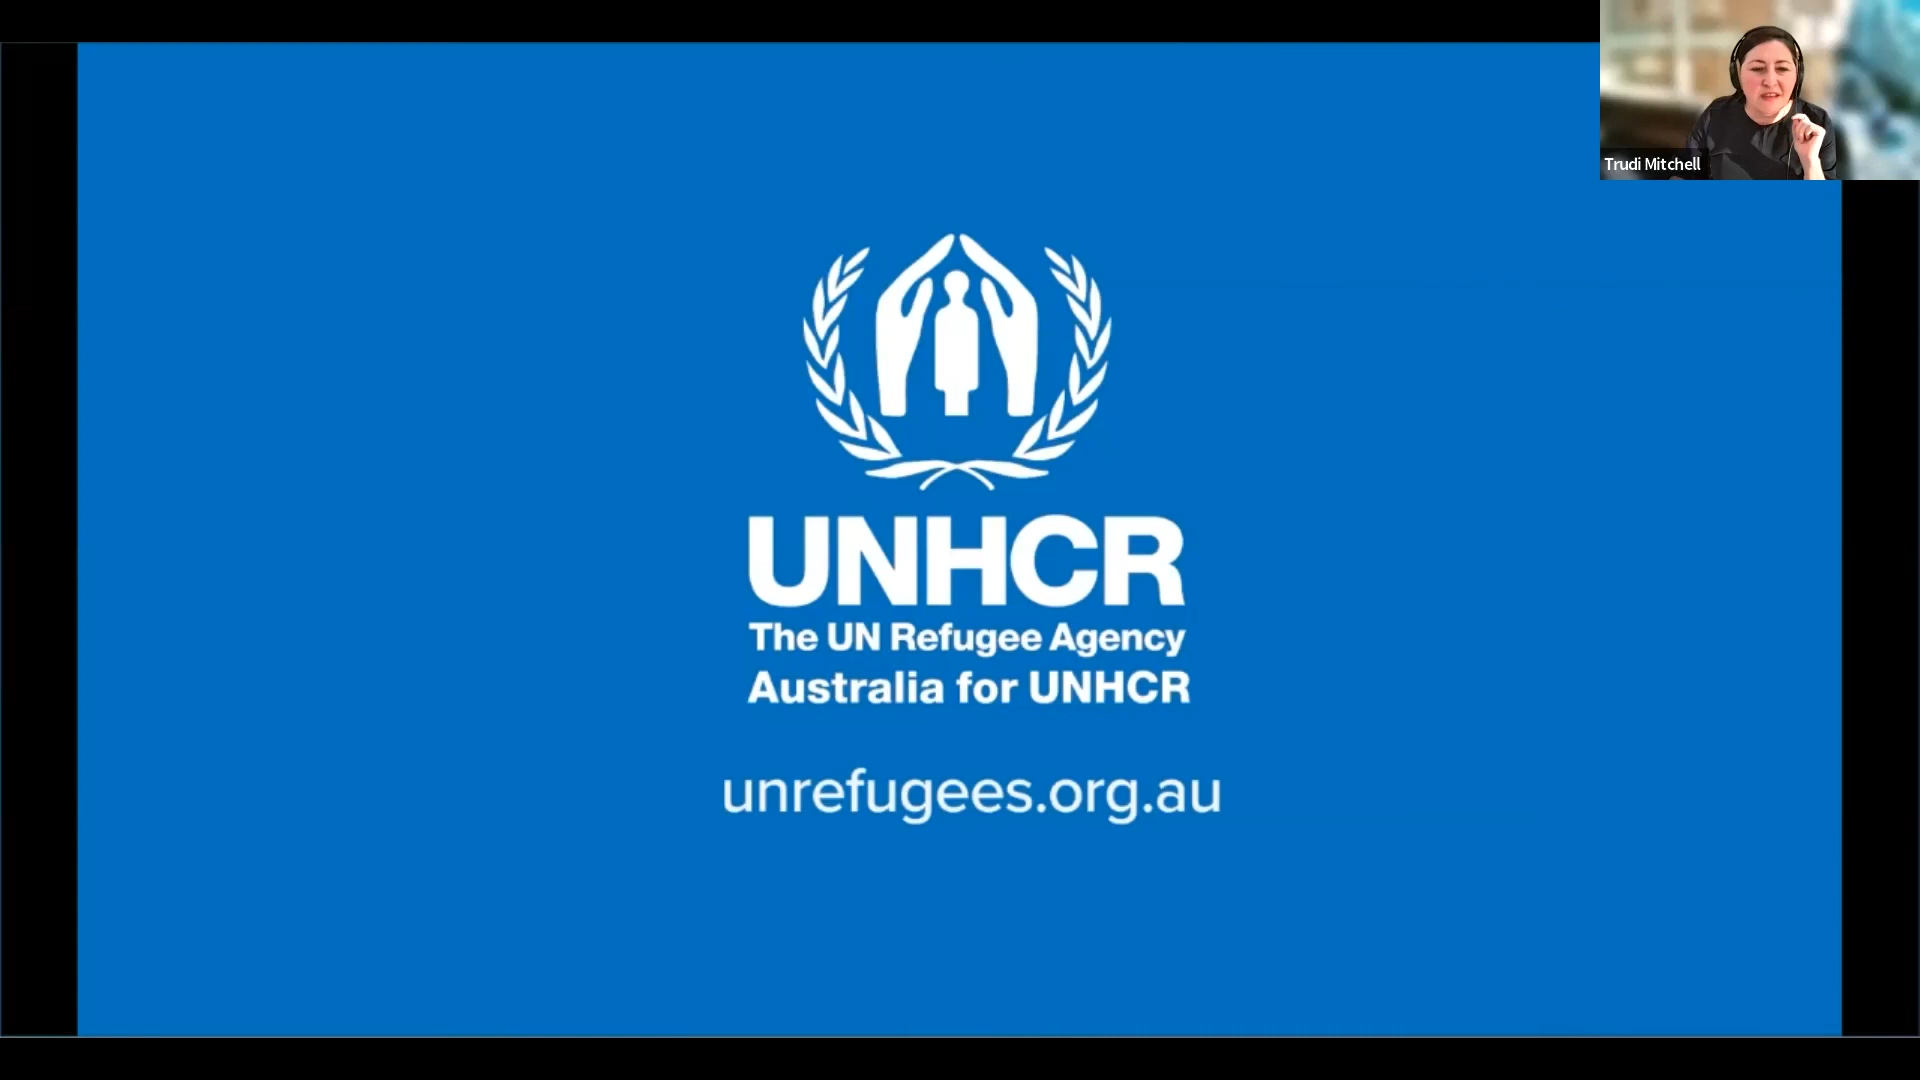 Trudi Mitchell
UNHCR
The UN Refugee Agency
Australia for UNHCR
unrefugees.org.au